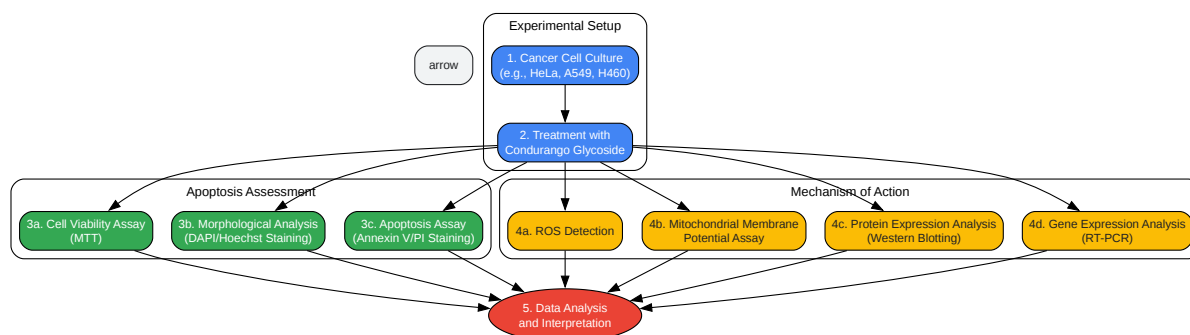 Experimental Setup
arrow
1. Cancer Cell Culture
(e.g., HeLa, A549, H460)
2. Treatment with
Condurango Glycoside
Apoptosis Assessment
Mechanism of Action
3a. Cell Viability Assay
(MTT)
3b. Morphological Analysis
(DAPI/Hoechst Staining)
3c. Apoptosis Assay
(Annexin V/PI Staining)
4a. ROS Detection
4b. Mitochondrial Membrane
Potential Assay
4c. Protein Expression Analysis
(Western Blotting)
4d. Gene Expression Analysis
(RT-PCR)
5. Data Analysis
and Interpretation